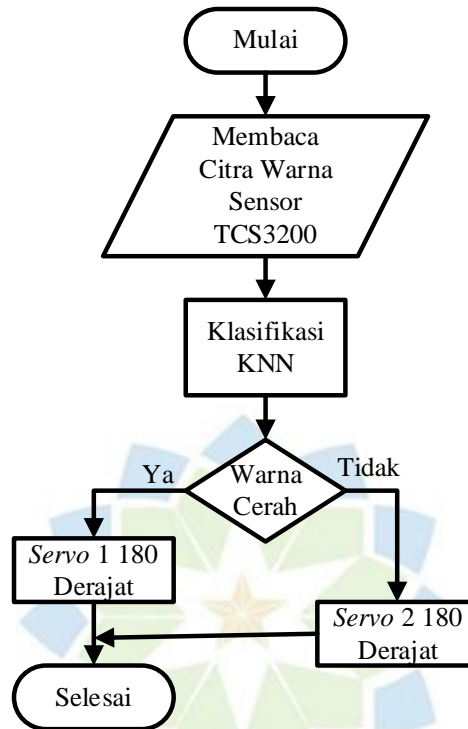 Mulai
Membaca
Citra Warna
Sensor
TCS3200
Klasifikasi
KNN
Warna
Cerah
Ya
Tidak
Servo 1 180
Derajat
Servo 2 180
Derajat
Selesai